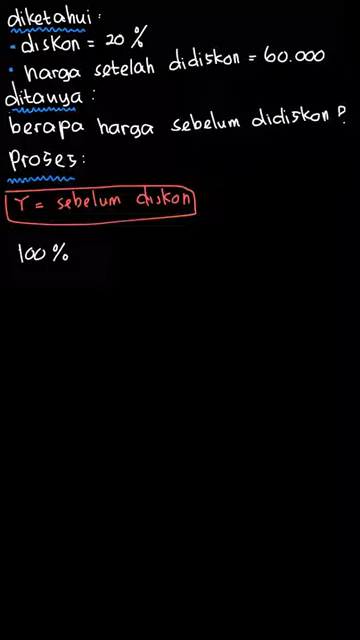 diketahui:
• diskon = 20 %
• harga setelah didiskon = 60.000
ditanya:
berapa harga sebelum didiskon?
Proses:
Y = sebelum diskon
100%